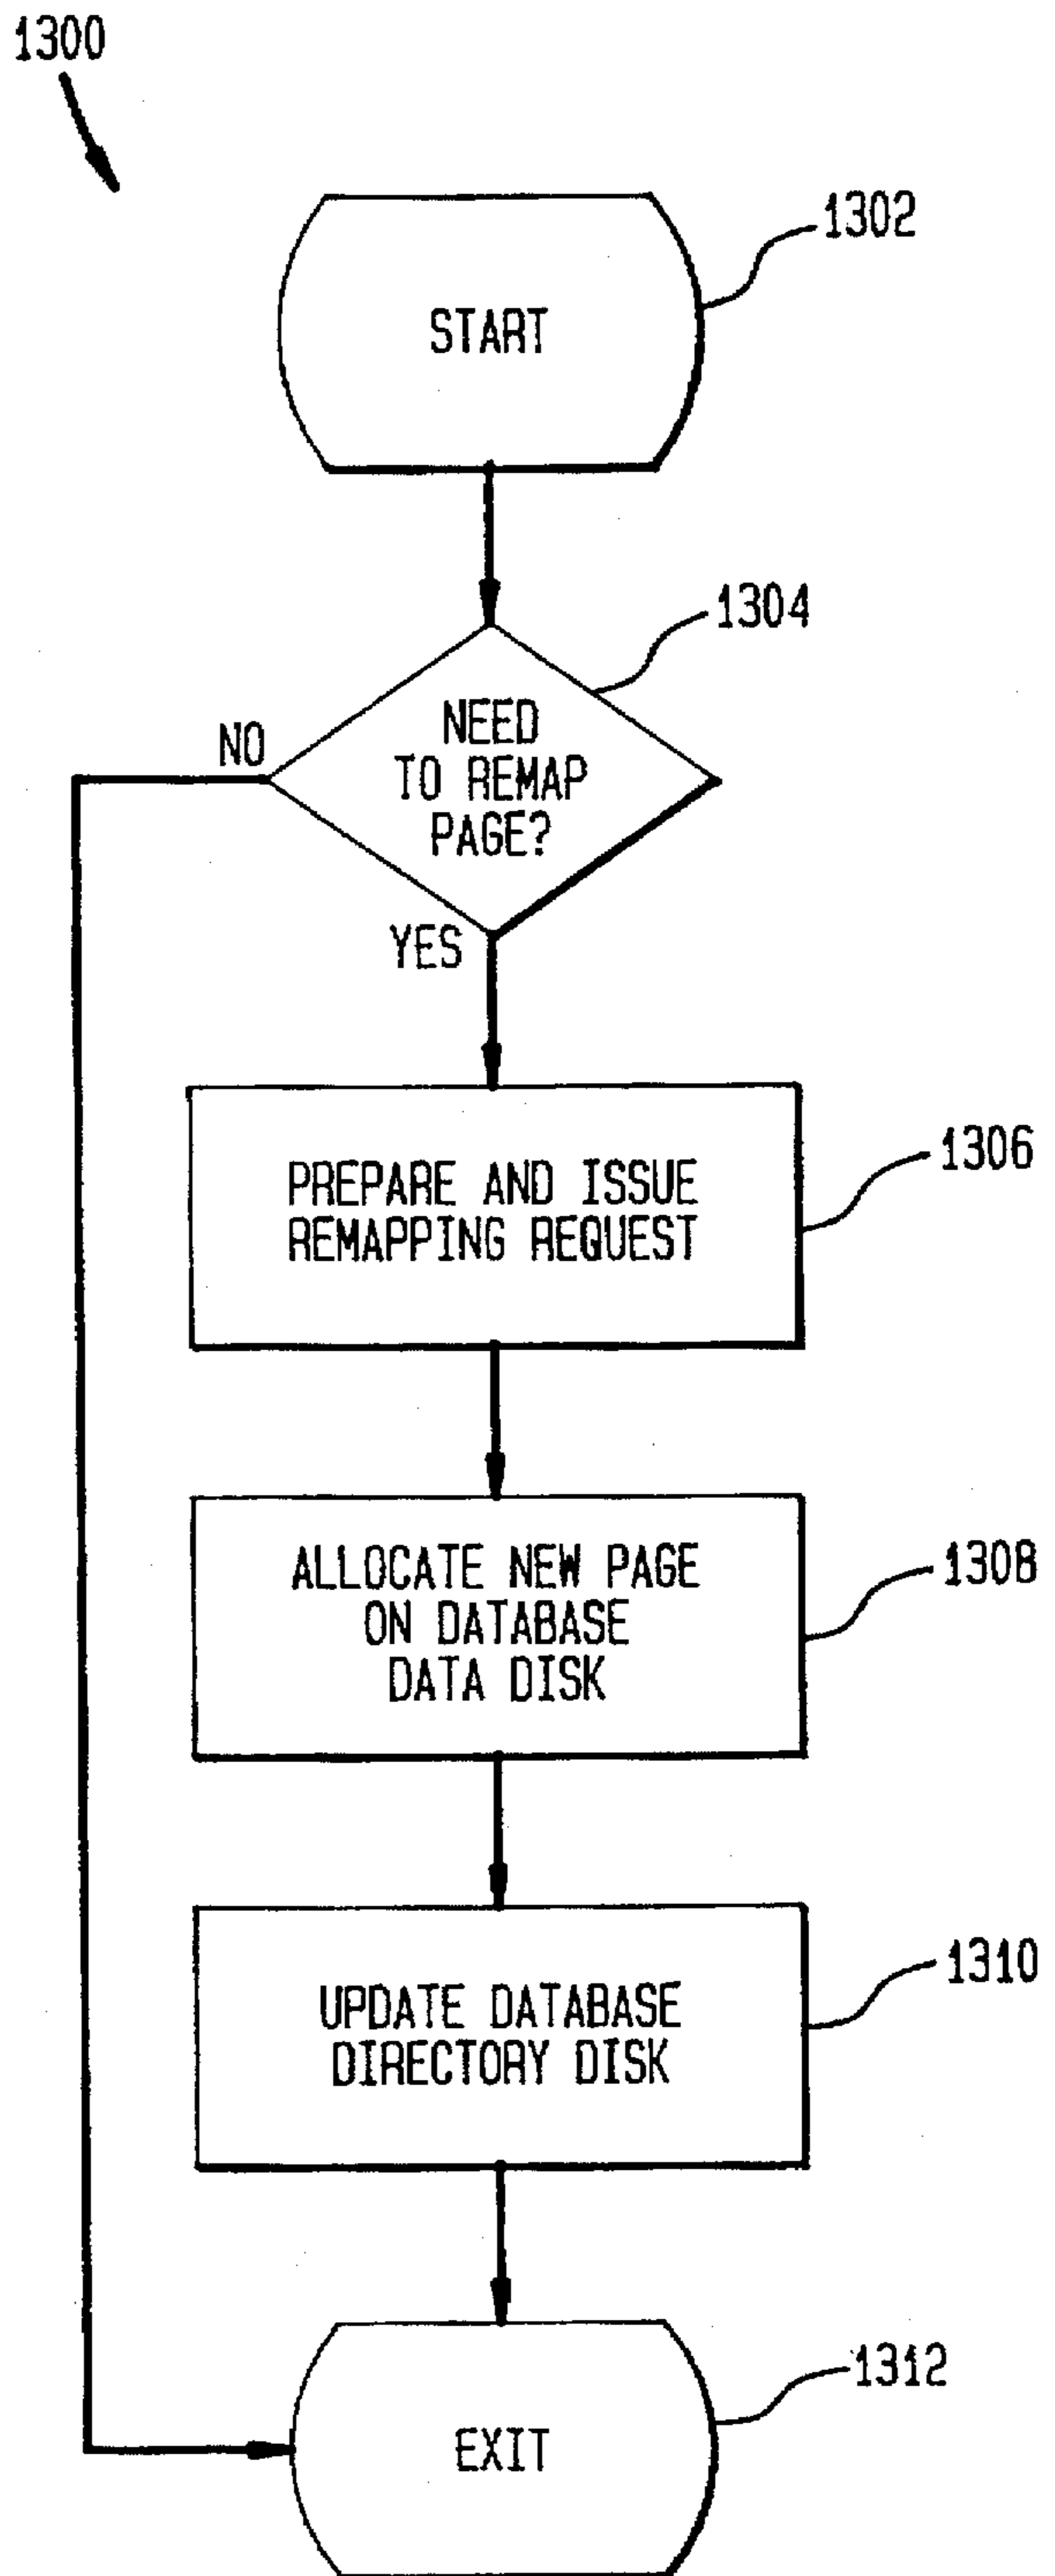 1300
1302
START
1304
NEED
TO REMAP
PAGE?
NO
YES
1306
PREPARE AND ISSUE
REMAPPING REQUEST
1308
ALLOCATE NEW PAGE
ON DATABASE
DATA DISK
1310
UPDATE DATABASE
DIRECTORY DISK
1312
EXIT